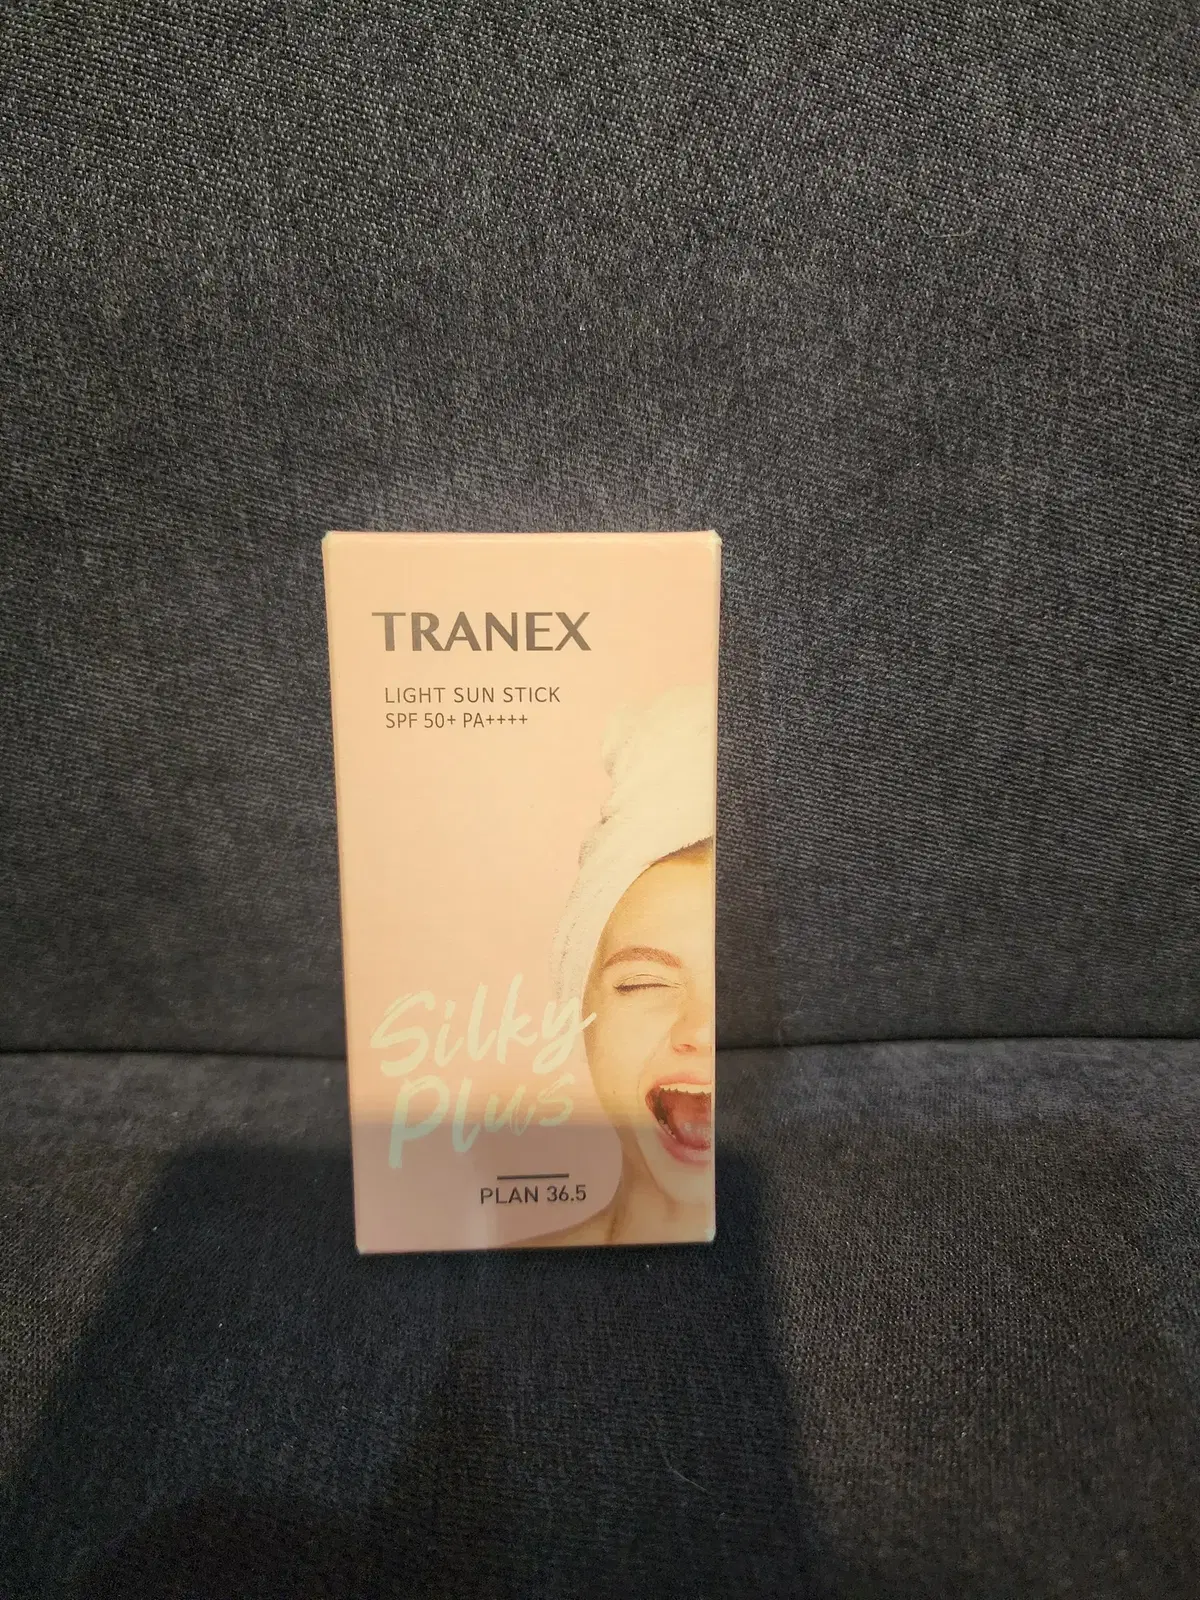 TRANEX
LIGHT SUN STICK
SPF 50+ PA++++
Silky
Plus
PLAN 36.5